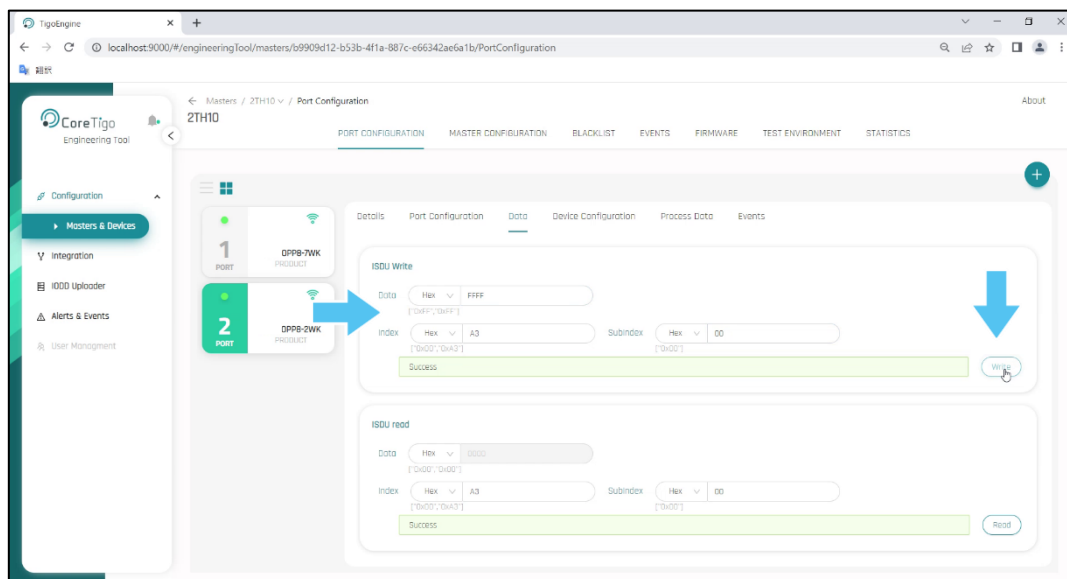 TigoEngine
localhost:9000/#/engineeringTool/masters/b9909d12-b53b-4f1a-887c-e66342ae6a1b/PortConfiguration
翻訳
CoreTigo
Engineering Tool
Configuration
Masters & Devices
Integration
IODD Uploader
Alerts & Events
User Managment
Masters / 2TH10 / Port Configuration
About
2TH10
PORT CONFIGURATION MASTER CONFIGURATION BLACKLIST EVENTS FIRMWARE TEST ENVIRONMENT STATISTICS
1
PORT
OPPB-7WK
PRODUCT
2
PORT
OPPB-2WK
PRODUCT
Details Port Configuration Data Device Configuration Process Data Events
ISDU Write
Data Hex FFFF
["0xFF","0xFF"]
Index Hex A3 Subindex Hex 00
["0x00","0xA3"] ["0x00"]
Success Write
ISDU read
Data Hex 0000
["0x00","0x00"]
Index Hex A3 Subindex Hex 00
["0x00","0xA3"] ["0x00"]
Success Read